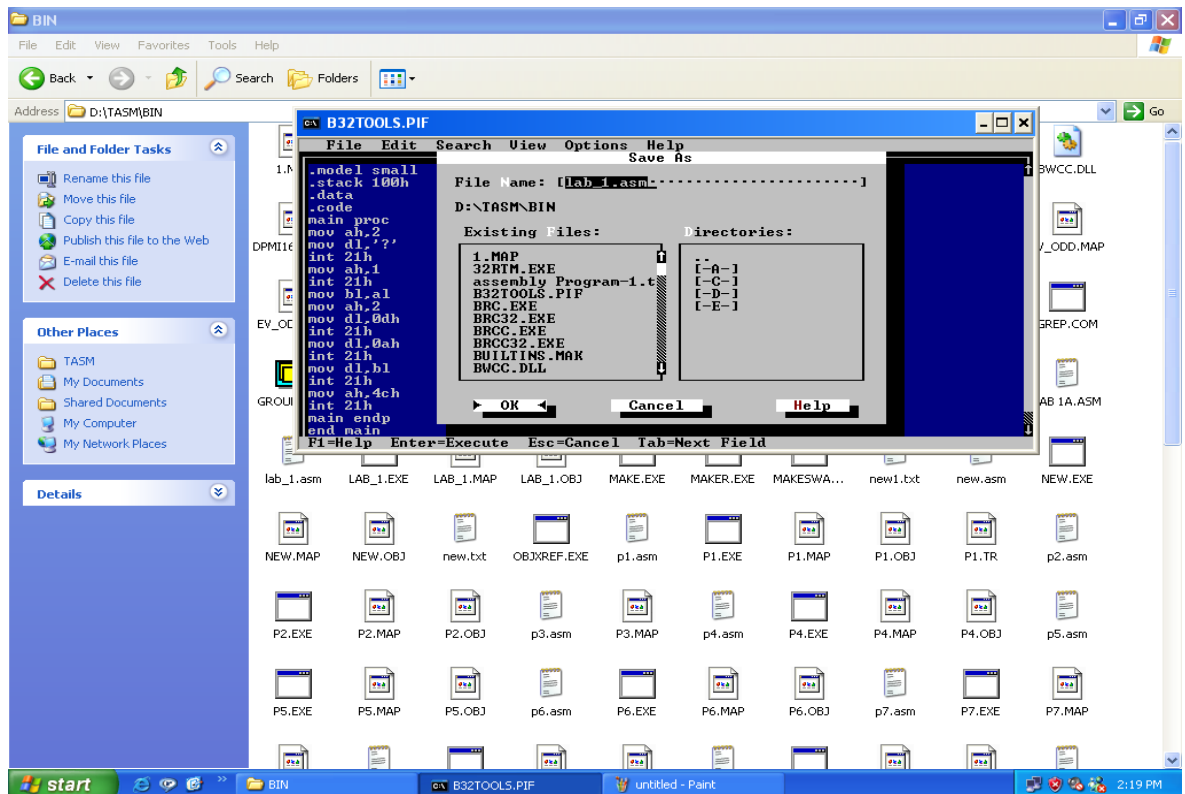 BIN
File Edit View Favorites Tools Help
Back Search Folders
Address D:\TASM\BIN Go
File and Folder Tasks
Rename this file
Move this file
Copy this file
Publish this file to the Web
E-mail this file
Delete this file
Other Places
TASM
My Documents
Shared Documents
My Computer
My Network Places
Details
B32TOOLS.PIF
File Edit Search View Options Help
Save As
.model small
.stack 100h
.data
.code
main proc
mov ah,2
mov dl,'?'
int 21h
mov ah,1
int 21h
mov bl,al
mov ah,2
mov dl,0dh
int 21h
mov dl,0ah
int 21h
mov dl,bl
int 21h
mov ah,4ch
int 21h
main endp
end main
File Name: [lab_1.asm························]
D:\TASM\BIN
Existing Files:
1.MAP
32RTM.EXE
assembly Program-1.t
B32TOOLS.PIF
BRC.EXE
BRC32.EXE
BRCC.EXE
BRCC32.EXE
BUILTINS.MAK
BWCC.DLL
Directories:
..
[-A-]
[-C-]
[-D-]
[-E-]
OK Cancel Help
F1=Help Enter=Execute Esc=Cancel Tab=Next Field
BWCC.DLL
DPMI16
_ODD.MAP
EV_OD
GREP.COM
GROU
AB 1A.ASM
lab_1.asm LAB_1.EXE LAB_1.MAP LAB_1.OBJ MAKE.EXE MAKER.EXE MAKESWA... new1.txt new.asm NEW.EXE
NEW.MAP NEW.OBJ new.txt OBJXREF.EXE p1.asm P1.EXE P1.MAP P1.OBJ P1.TR p2.asm
P2.EXE P2.MAP P2.OBJ p3.asm P3.MAP p4.asm P4.EXE P4.MAP P4.OBJ p5.asm
P5.EXE P5.MAP P5.OBJ p6.asm P6.EXE P6.MAP P6.OBJ p7.asm P7.EXE P7.MAP
start BIN B32TOOLS.PIF untitled - Paint 2:19 PM